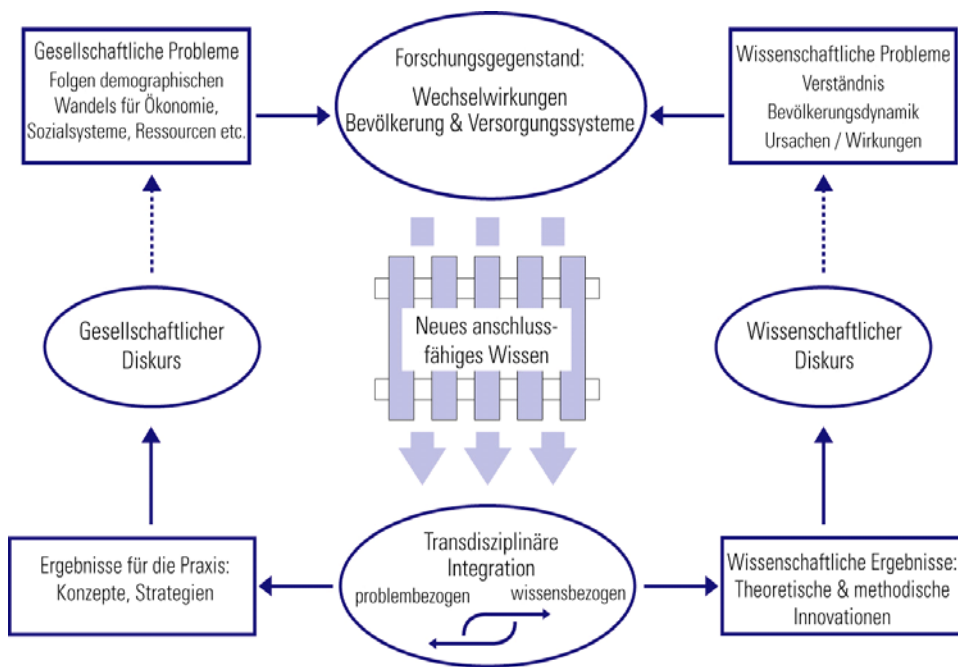 Gesellschaftliche Probleme
Folgen demographischen
Wandels für Ökonomie,
Sozialsysteme, Ressourcen etc.
Forschungsgegenstand:
Wechselwirkungen
Bevölkerung & Versorgungssysteme
Wissenschaftliche Probleme
Verständnis
Bevölkerungsdynamik
Ursachen / Wirkungen
Gesellschaftlicher
Diskurs
Neues anschluss-
fähiges Wissen
Wissenschaftlicher
Diskurs
Ergebnisse für die Praxis:
Konzepte, Strategien
Transdisziplinäre
Integration
problembezogen
wissensbezogen
Wissenschaftliche Ergebnisse:
Theoretische & methodische
Innovationen